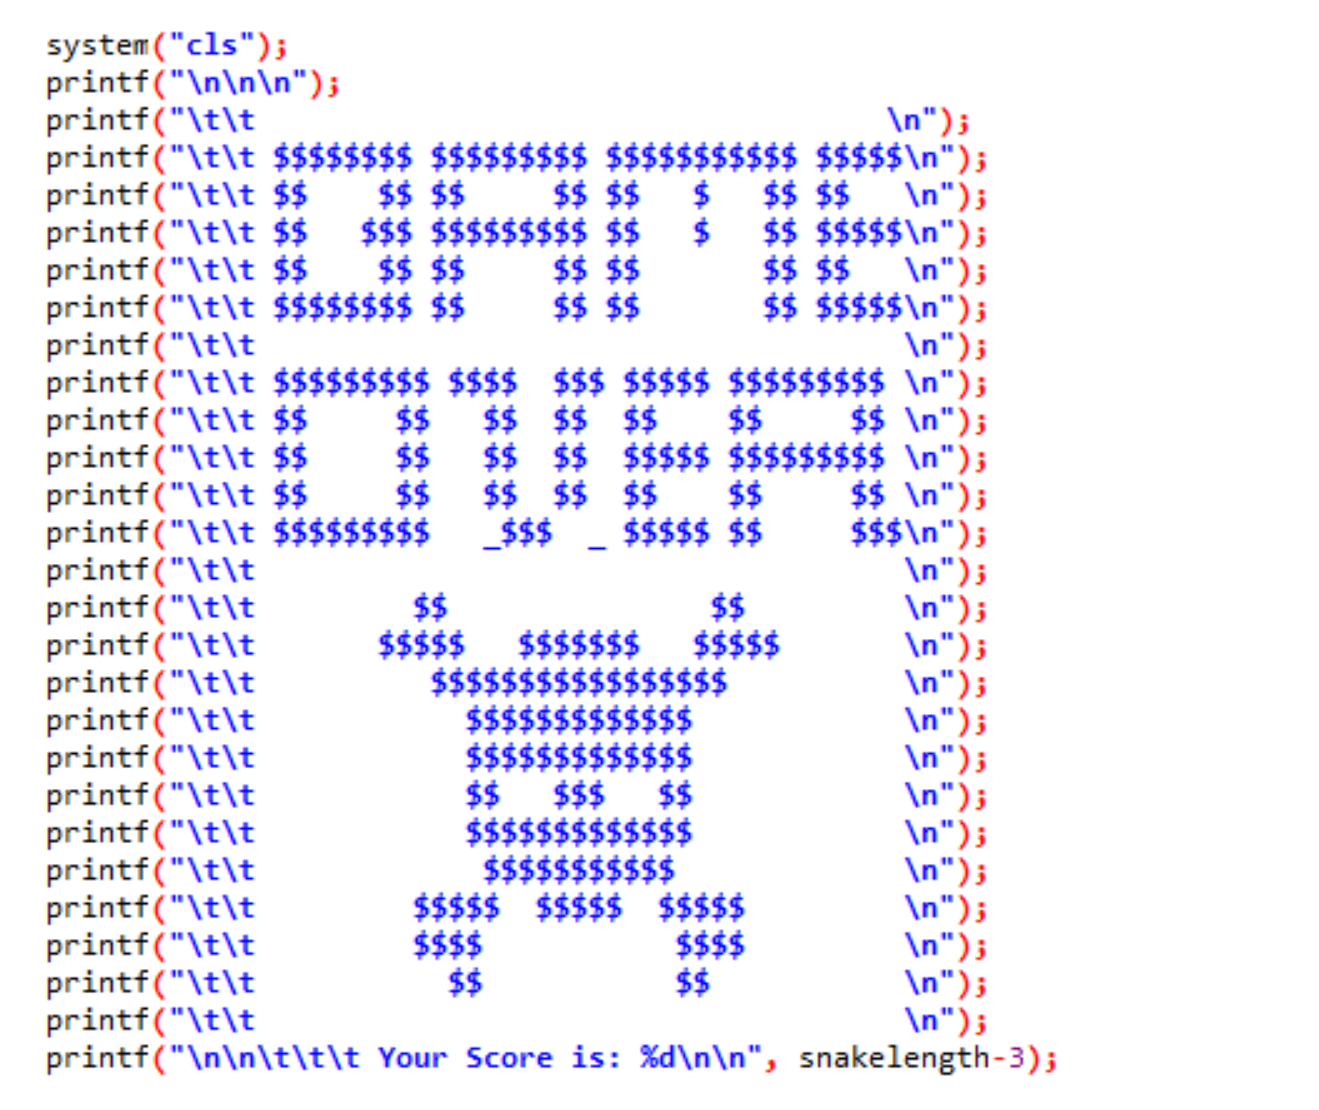 system("cls");
printf("\n\n\n");
printf("\t\t                                    \n");
printf("\t\t $$$$$$$$ $$$$$$$$$ $$$$$$$$$$$ $$$$$\n");
printf("\t\t $$    $$ $$     $$ $$   $   $$ $$   \n");
printf("\t\t $$   $$$ $$$$$$$$$ $$   $   $$ $$$$$\n");
printf("\t\t $$    $$ $$     $$ $$       $$ $$   \n");
printf("\t\t $$$$$$$$ $$     $$ $$       $$ $$$$$\n");
printf("\t\t                                     \n");
printf("\t\t $$$$$$$$$ $$$$  $$$ $$$$$ $$$$$$$$$ \n");
printf("\t\t $$     $$   $$  $$  $$    $$     $$ \n");
printf("\t\t $$     $$   $$  $$  $$$$$ $$$$$$$$$ \n");
printf("\t\t $$     $$   $$  $$  $$    $$     $$ \n");
printf("\t\t $$$$$$$$$   _$$$  _ $$$$$ $$     $$$\n");
printf("\t\t                                     \n");
printf("\t\t         $$               $$         \n");
printf("\t\t       $$$$$   $$$$$$$   $$$$$       \n");
printf("\t\t          $$$$$$$$$$$$$$$$$          \n");
printf("\t\t            $$$$$$$$$$$$$            \n");
printf("\t\t            $$$$$$$$$$$$$            \n");
printf("\t\t            $$   $$$   $$            \n");
printf("\t\t            $$$$$$$$$$$$$            \n");
printf("\t\t             $$$$$$$$$$$             \n");
printf("\t\t         $$$$$  $$$$$  $$$$$         \n");
printf("\t\t         $$$$           $$$$         \n");
printf("\t\t           $$           $$           \n");
printf("\t\t                                     \n");
printf("\n\n\t\t\t Your Score is: %d\n\n", snakelength-3);